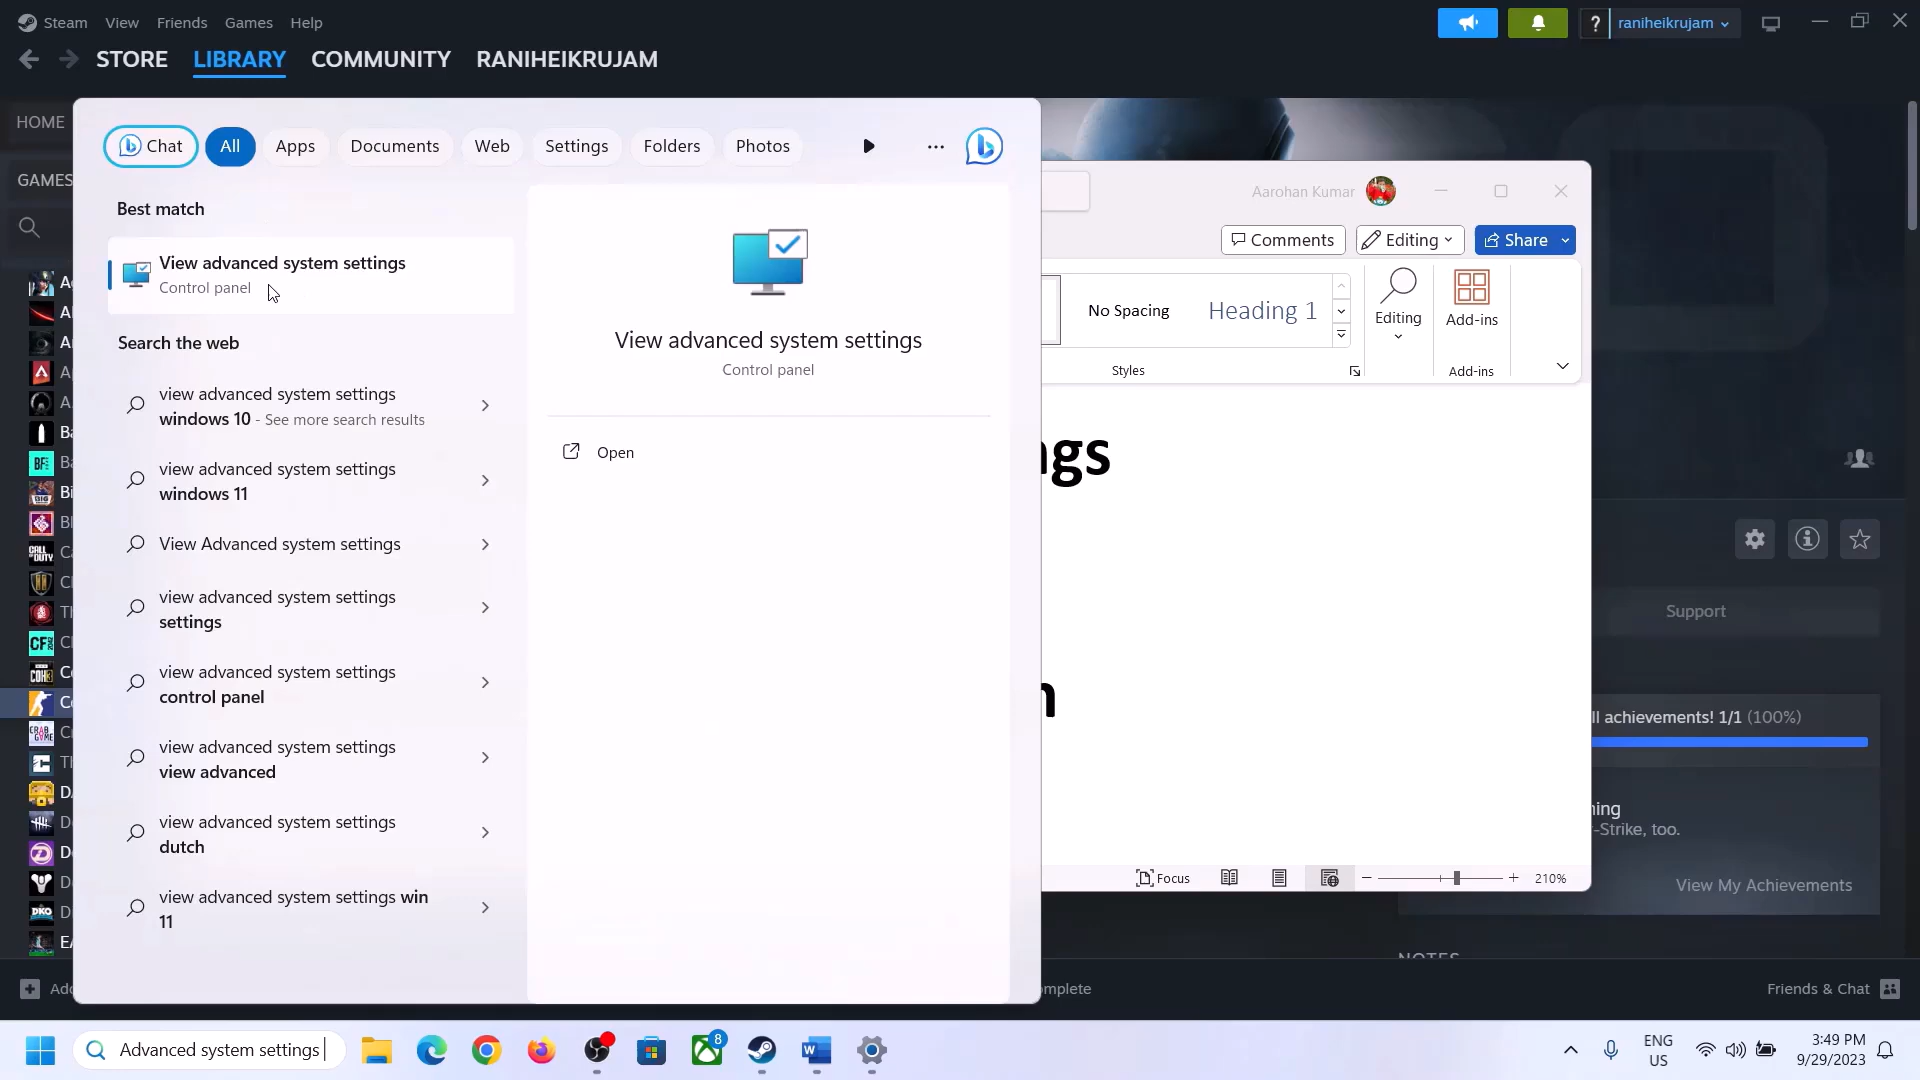 Steam View Friends Games Help
raniheikrujam
STORE LIBRARY COMMUNITY RANIHEIKRUJAM
HOME
GAMES
Chat All Apps Documents Web Settings Folders Photos
Best match
View advanced system settings
Control panel
Search the web
view advanced system settings
windows 10 - See more search results
view advanced system settings
windows 11
View Advanced system settings
view advanced system settings
settings
view advanced system settings
control panel
view advanced system settings
view advanced
view advanced system settings
dutch
view advanced system settings win
11
View advanced system settings
Control panel
Open
Aarohan Kumar
Comments Editing Share
No Spacing Heading 1
Editing
Add-ins
Styles
Add-ins
ngs
n
Focus
210%
Support
ll achievements! 1/1 (100%)
-Strike, too.
View My Achievements
NOTES
Friends & Chat
Advanced system settings
8
ENG
US
3:49 PM
9/29/2023